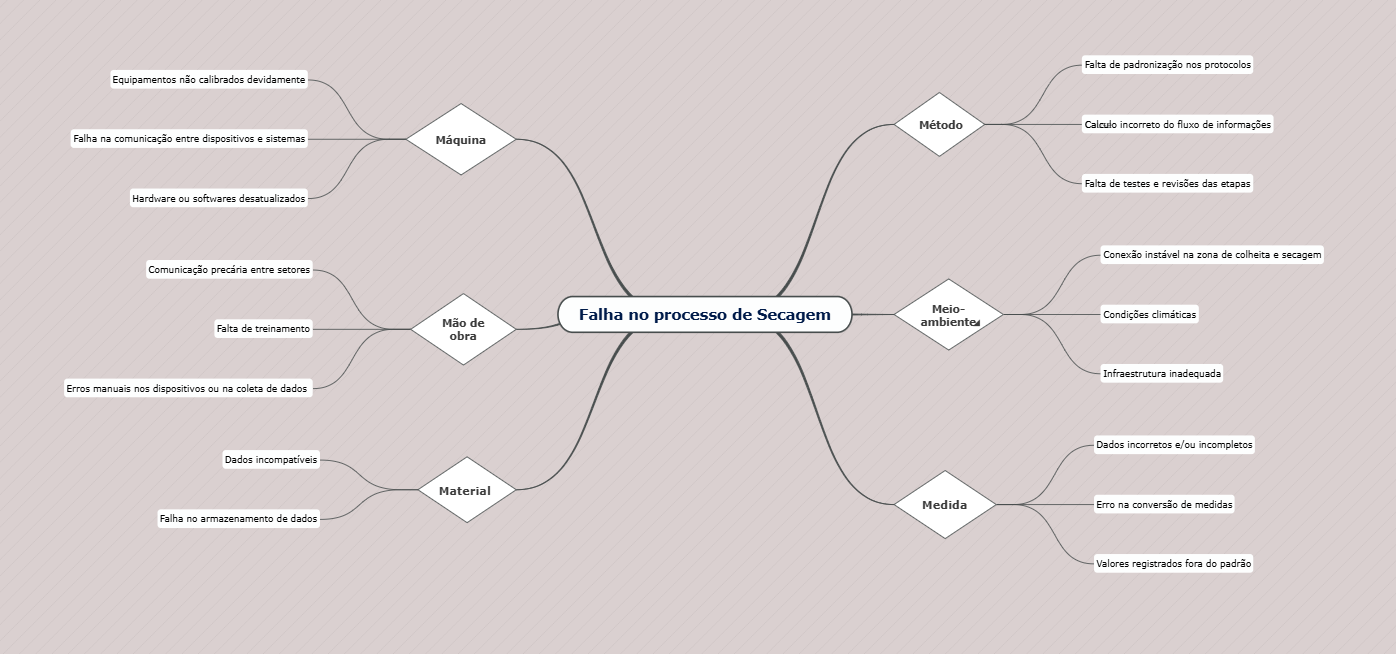 Falha no processo de Secagem
Máquina
Equipamentos não calibrados devidamente
Falha na comunicação entre dispositivos e sistemas
Hardware ou softwares desatualizados
Mão de
obra
Comunicação precária entre setores
Falta de treinamento
Erros manuais nos dispositivos ou na coleta de dados
Material
Dados incompatíveis
Falha no armazenamento de dados
Método
Falta de padronização nos protocolos
Calculo incorreto do fluxo de informações
Falta de testes e revisões das etapas
Meio-
ambiente
Conexão instável na zona de colheita e secagem
Condições climáticas
Infraestrutura inadequada
Medida
Dados incorretos e/ou incompletos
Erro na conversão de medidas
Valores registrados fora do padrão